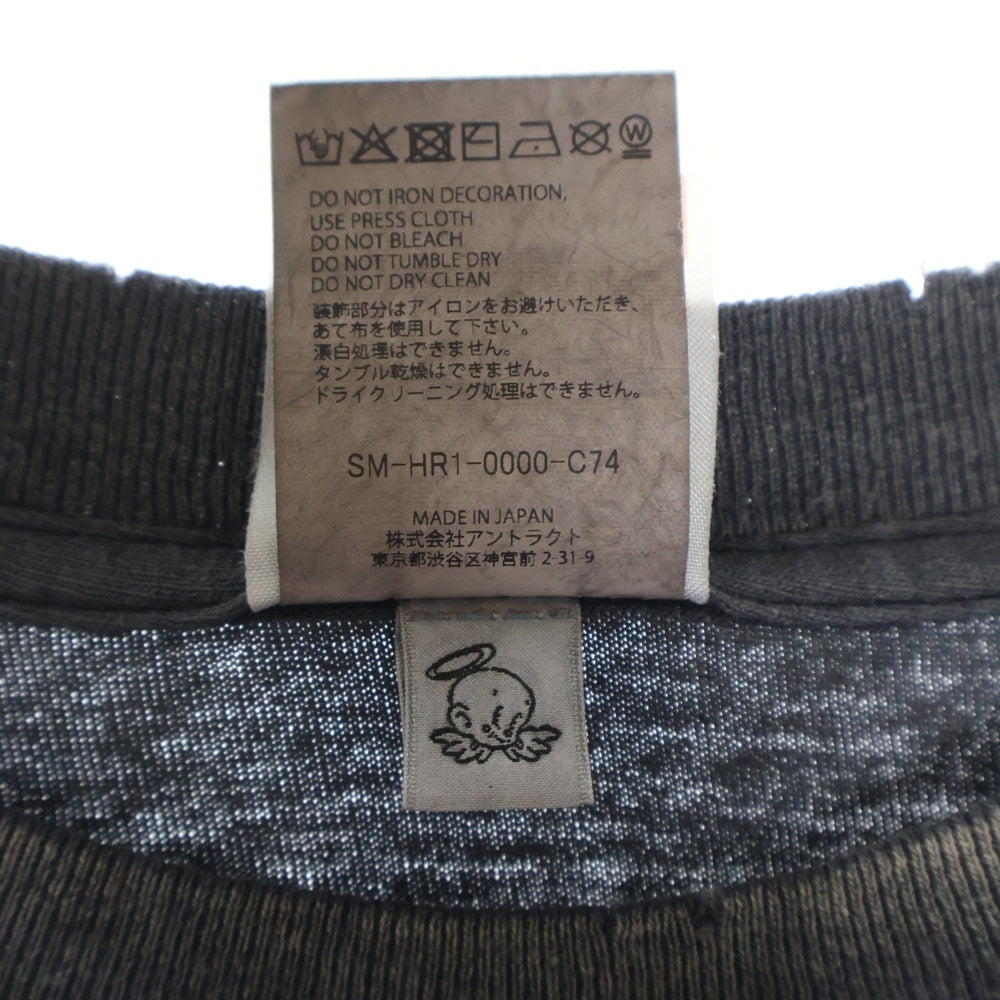 W
DO NOT IRON DECORATION,
USE PRESS CLOTH
DO NOT BLEACH
DO NOT TUMBLE DRY
DO NOT DRY CLEAN
装飾部分はアイロンをお避けいただき、
あて布を使用して下さい。
漂白処理はできません。
タンブル乾燥はできません。
ドライクリーニング処理はできません。
SM-HR1-0000-C74
MADE IN JAPAN
株式会社アントラクト
東京都渋谷区神宮前 2-31-9